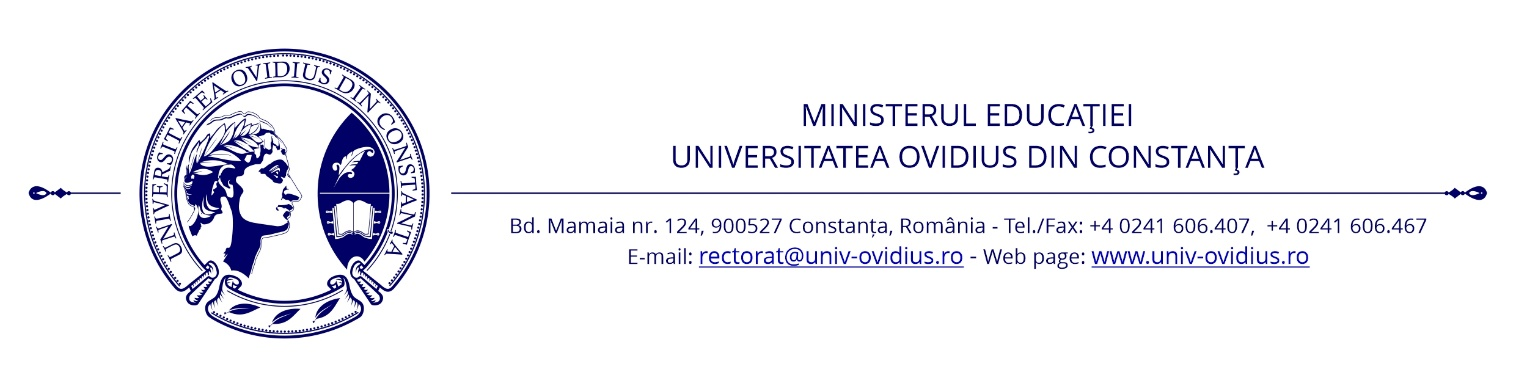 UNIVERSITATEA OVIDIUS DIN CONSTANȚA
MINISTERUL EDUCAŢIEI
UNIVERSITATEA OVIDIUS DIN CONSTANŢA
Bd. Mamaia nr. 124, 900527 Constanța, România - Tel./Fax: +4 0241 606.407, +4 0241 606.467
E-mail: rectorat@univ-ovidius.ro - Web page: www.univ-ovidius.ro